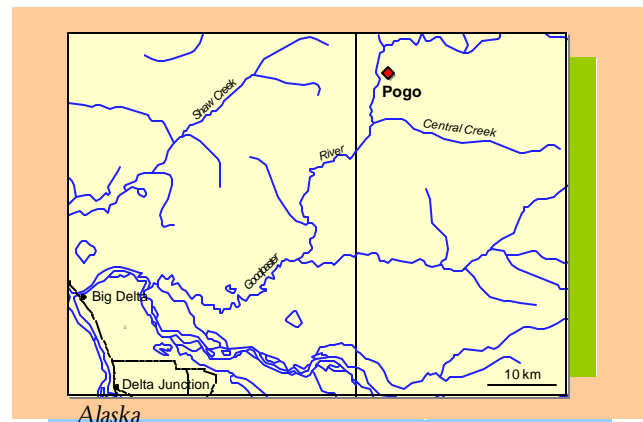 Shaw Creek
Pogo
Central Creek
River
Goodpaster
Big Delta
10 km
Delta Junction
Alaska